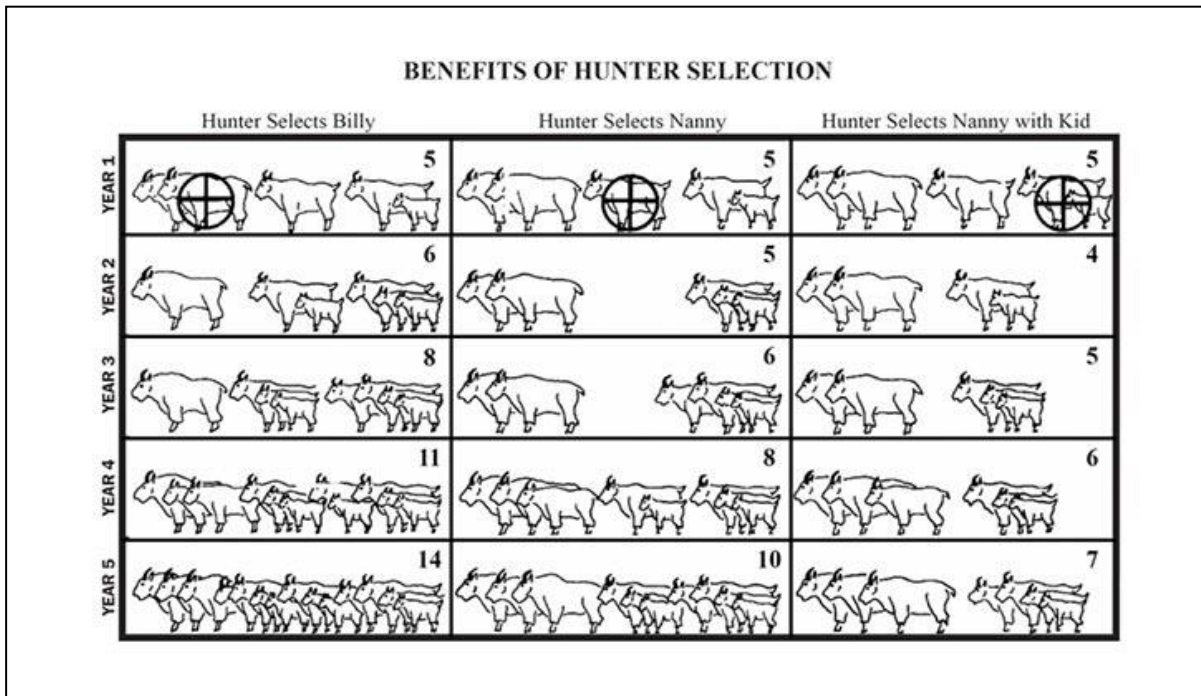 BENEFITS OF HUNTER SELECTION
Hunter Selects Billy Hunter Selects Nanny Hunter Selects Nanny with Kid
YEAR 1 5 5 5
YEAR 2 6 5 4
YEAR 3 8 6 5
YEAR 4 11 8 6
YEAR 5 14 10 7